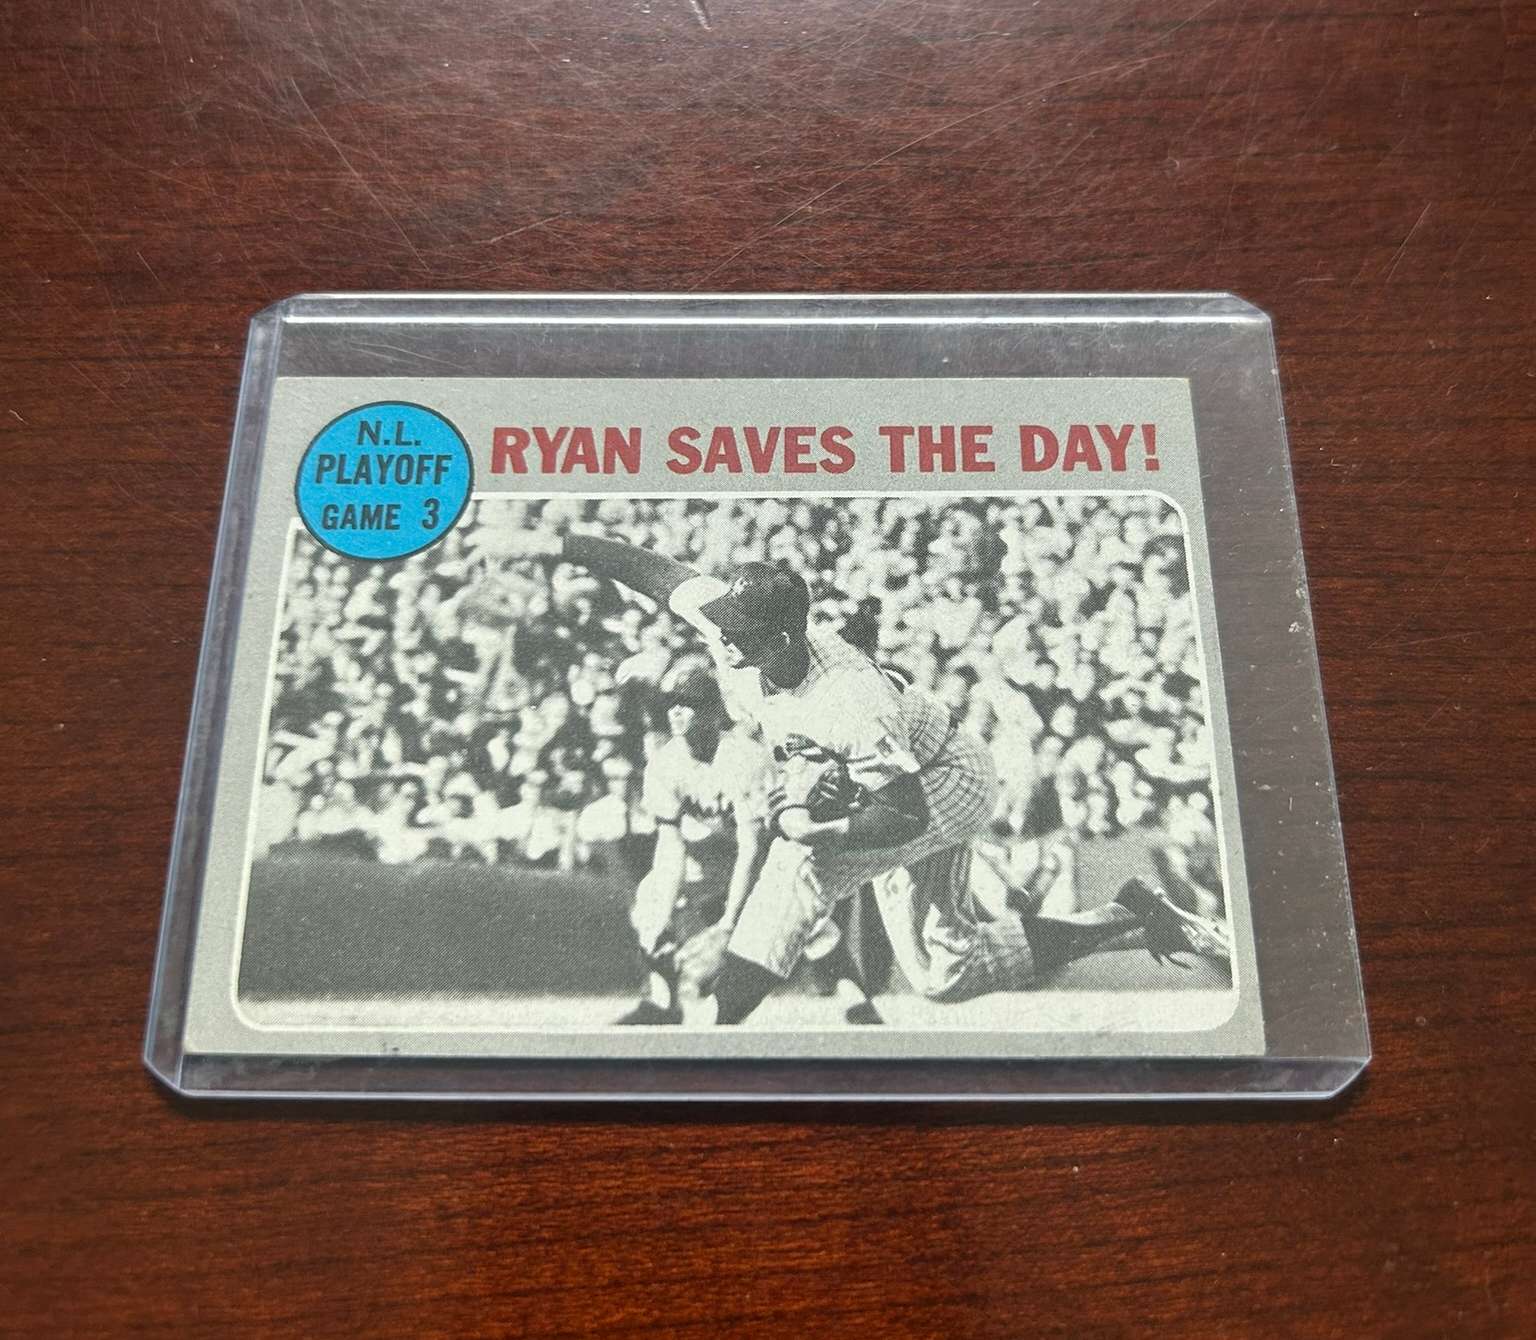 N.L.
PLAYOFF
GAME 3
RYAN SAVES THE DAY!